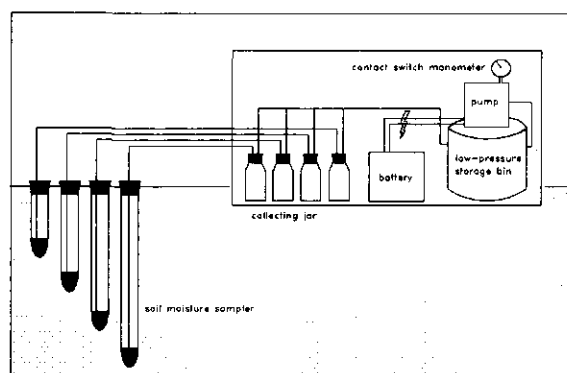 contact switch manometer
pump
low-pressure
storage bin
battery
collecting jar
soil moisture sampler